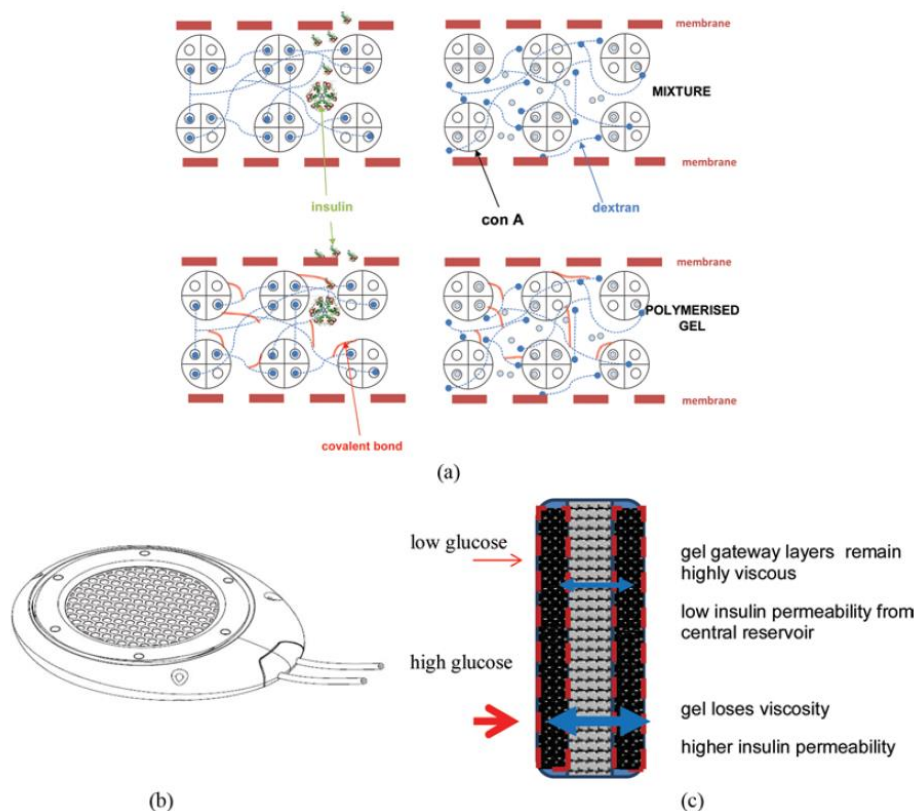 membrane
MIXTURE
membrane
insulin
con A
dextran
membrane
POLYMERISED
GEL
membrane
covalent bond
(a)
low glucose
gel gateway layers remain
highly viscous
low insulin permeability from
central reservoir
high glucose
gel loses viscosity
higher insulin permeability
(b)
(c)